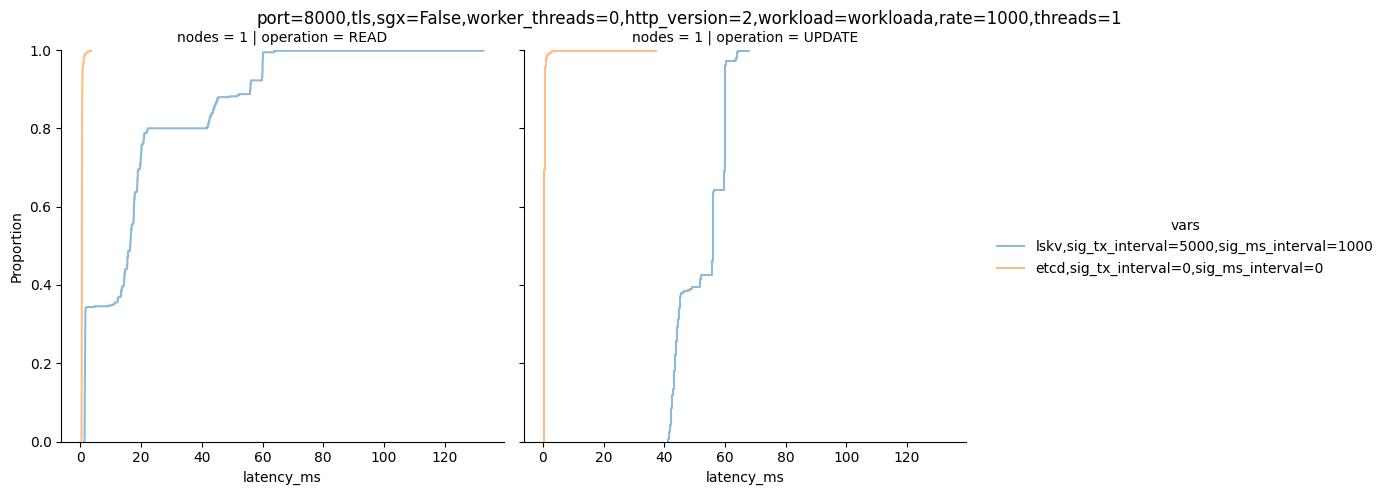 port=8000,tls,sgx=False,worker_threads=0,http_version=2,workload=workloada,rate=1000,threads=1
nodes = 1 | operation = READ
nodes = 1 | operation = UPDATE
1.0
0.8
0.6
0.4
0.2
0.0
Proportion
0 20 40 60 80 100 120
latency_ms
0 20 40 60 80 100 120
latency_ms
vars
lskv,sig_tx_interval=5000,sig_ms_interval=1000
etcd,sig_tx_interval=0,sig_ms_interval=0